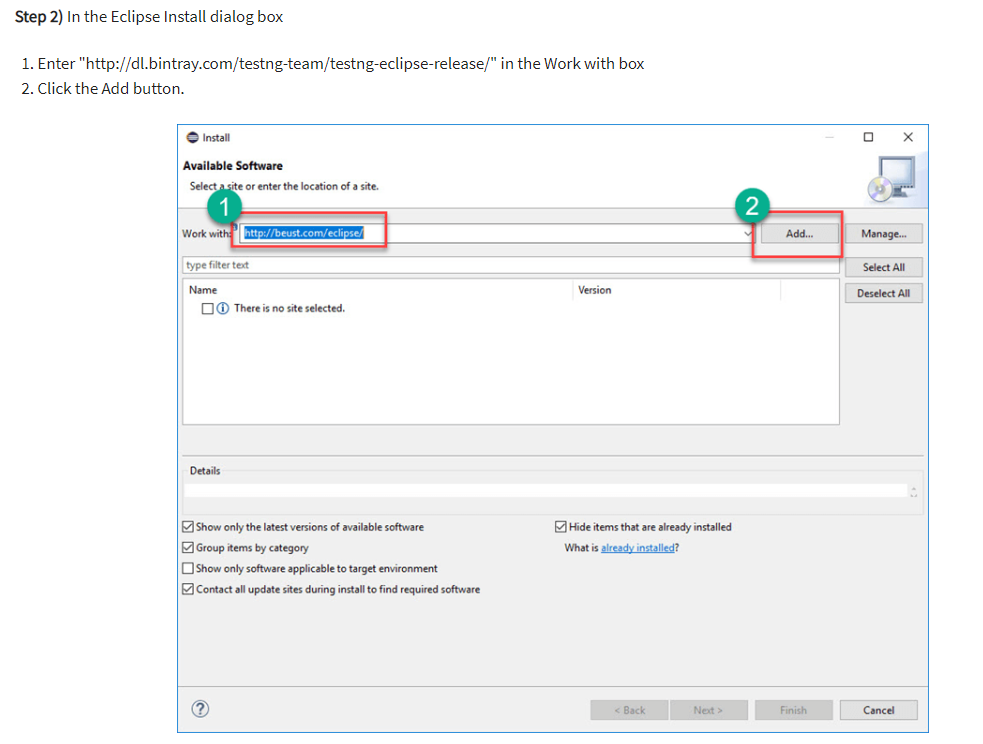 Step 2) In the Eclipse Install dialog box
1. Enter "http://dl.bintray.com/testng-team/testng-eclipse-release/" in the Work with box
2. Click the Add button.
Install
Available Software
Select a site or enter the location of a site.
1
2
Work with: http://beust.com/eclipse/ Add... Manage...
type filter text
Select All
Name Version
Deselect All
There is no site selected.
Details
Show only the latest versions of available software Hide items that are already installed
Group items by category What is already installed?
Show only software applicable to target environment
Contact all update sites during install to find required software
? < Back Next > Finish Cancel